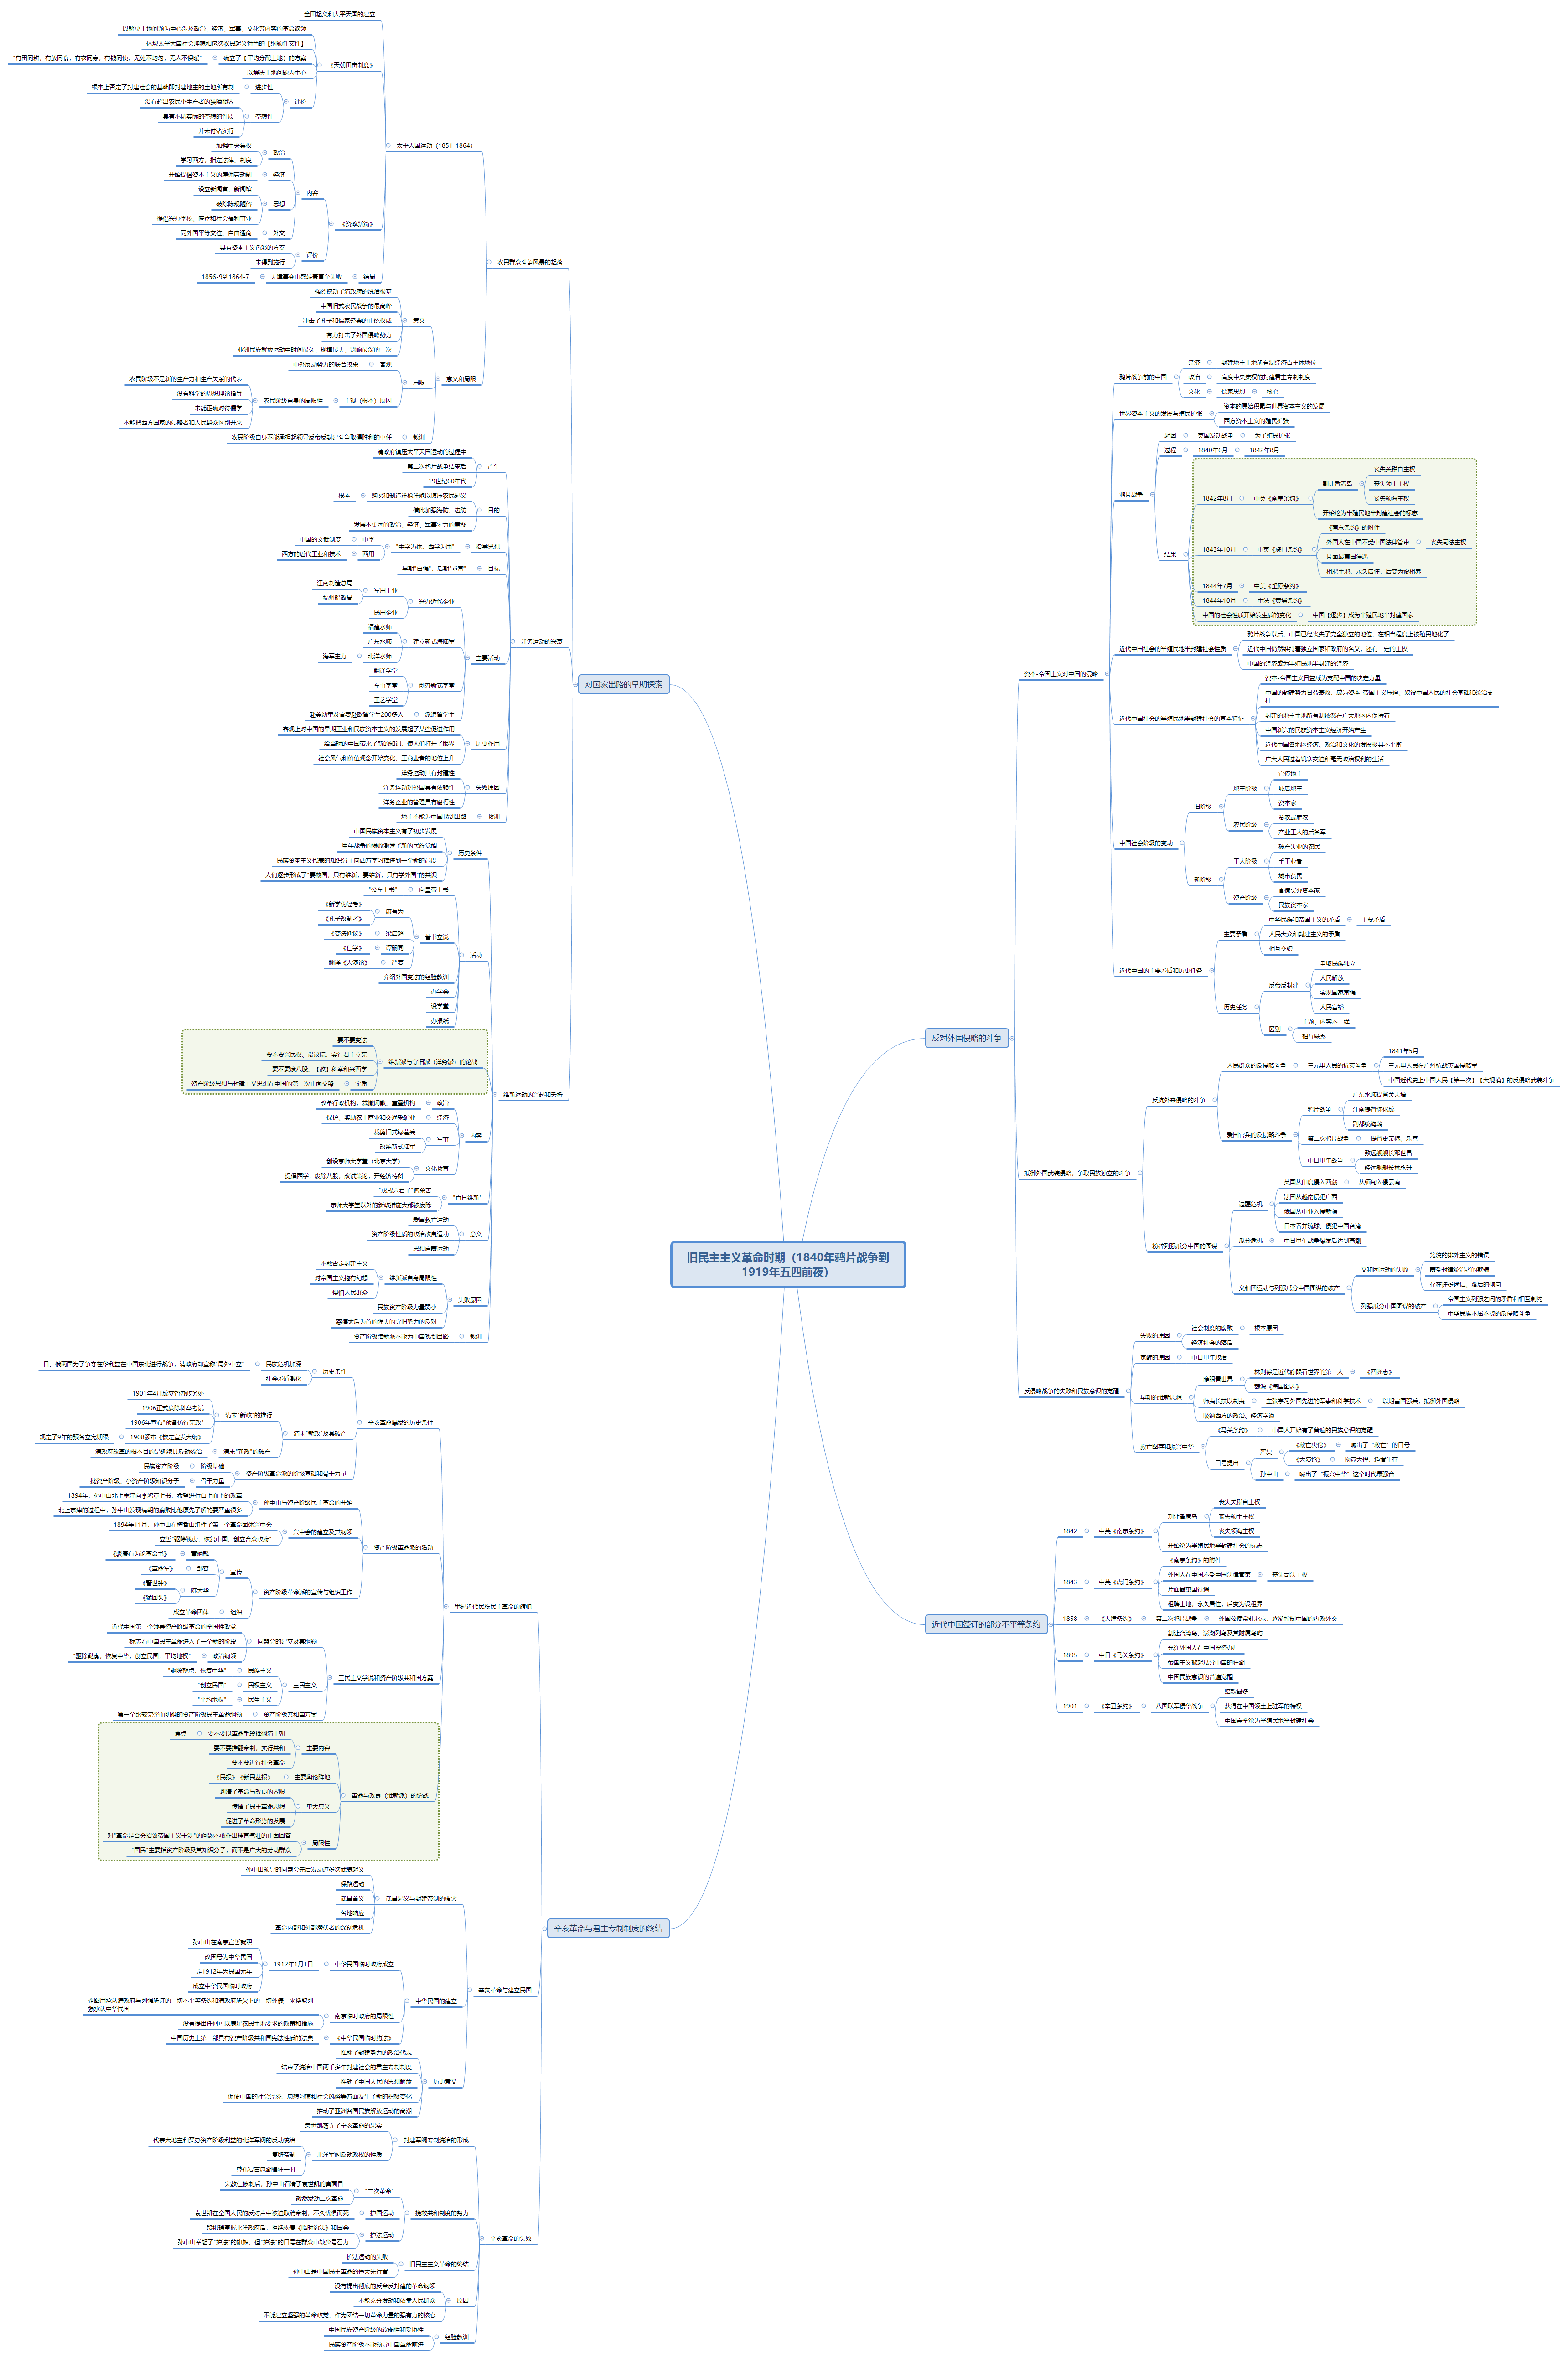 旧民主主义革命时期（1840年鸦片战争到
1919年五四前夜）
反对外国侵略的斗争
资本-帝国主义对中国的侵略
鸦片战争前的中国
经济
封建地主土地所有制经济占主体地位
政治
高度中央集权的封建君主专制制度
文化
儒家思想
核心
世界资本主义的发展与殖民扩张
资本的原始积累与世界资本主义的发展
西方资本主义的殖民扩张
鸦片战争
起因
英国发动战争
为了殖民扩张
过程
1840年6月
1842年8月
结果
1842年8月
中英《南京条约》
割让香港岛
丧失关税自主权
丧失领土主权
丧失领海主权
开始沦为半殖民地半封建社会的标志
1843年10月
中英《虎门条约》
《南京条约》的附件
外国人在中国不受中国法律管束
丧失司法主权
片面最惠国待遇
租赁土地，永久居住，后变为设租界
1844年7月
中美《望厦条约》
1844年10月
中法《黄埔条约》
中国的社会性质开始发生质的变化
中国【逐步】成为半殖民地半封建国家
近代中国社会的半殖民地半封建社会性质
鸦片战争以后，中国已经丧失了完全独立的地位，在相当程度上被殖民地化了
近代中国仍然维持着独立国家和政府的名义，还有一定的主权
中国的经济成为半殖民地半封建的经济
近代中国社会的半殖民地半封建社会的基本特征
资本-帝国主义日益成为支配中国的决定力量
中国的封建势力日益衰败，成为资本-帝国主义压迫、奴役中国人民的社会基础和统治支
柱
封建的地主土地所有制依然在广大地区内保持着
中国新兴的民族资本主义经济开始产生
近代中国各地区经济、政治和文化的发展极其不平衡
广大人民过着饥寒交迫和毫无政治权利的生活
中国社会阶级的变动
旧阶级
地主阶级
官僚地主
城居地主
资本家
农民阶级
贫农或雇农
产业工人的后备军
新阶级
工人阶级
破产失业的农民
手工业者
城市贫民
资产阶级
官僚买办资本家
民族资本家
近代中国的主要矛盾和历史任务
主要矛盾
中华民族和帝国主义的矛盾
主要矛盾
人民大众和封建主义的矛盾
相互交织
历史任务
反帝反封建
争取民族独立
人民解放
实现国家富强
人民富裕
区别
主题、内容不一样
相互联系
抵御外国武装侵略，争取民族独立的斗争
反抗外来侵略的斗争
人民群众的反侵略斗争
三元里人民的抗英斗争
1841年5月
三元里人民在广州抗战英国侵略军
中国近代史上中国人民【第一次】【大规模】的反侵略武装斗争
爱国官兵的反侵略斗争
鸦片战争
广东水师提督关天培
江南提督陈化成
副都统海龄
第二次鸦片战争
提督史荣椿、乐善
中日甲午战争
致远舰舰长邓世昌
经远舰舰长林永升
粉碎列强瓜分中国的图谋
边疆危机
英国从印度侵入西藏
从缅甸入侵云南
法国从越南侵犯广西
俄国从中亚入侵新疆
日本吞并琉球、侵犯中国台湾
瓜分危机
中日甲午战争爆发后达到高潮
义和团运动与列强瓜分中国图谋的破产
义和团运动的失败
笼统的排外主义的错误
蒙受封建统治者的欺骗
存在许多迷信、落后的倾向
列强瓜分中国图谋的破产
帝国主义列强之间的矛盾和相互制约
中华民族不屈不挠的反侵略斗争
反侵略战争的失败和民族意识的觉醒
失败的原因
社会制度的腐败
根本原因
经济社会的落后
觉醒的原因
中日甲午政治
早期的维新思想
睁眼看世界
林则徐是近代睁眼看世界的第一人
《四洲志》
魏源《海国图志》
师夷长技以制夷
主张学习外国先进的军事和科学技术
以期富国强兵，抵御外国侵略
吸纳西方的政治、经济学说
救亡图存和振兴中华
《马关条约》
中国人开始有了普遍的民族意识的觉醒
口号提出
严复
《救亡决论》
喊出了“救亡”的口号
《天演论》
物竞天择，适者生存
孙中山
喊出了“振兴中华”这个时代最强音
近代中国签订的部分不平等条约
1842
中英《南京条约》
割让香港岛
丧失关税自主权
丧失领土主权
丧失领海主权
开始沦为半殖民地半封建社会的标志
1843
中英《虎门条约》
《南京条约》的附件
外国人在中国不受中国法律管束
丧失司法主权
片面最惠国待遇
租赁土地，永久居住，后变为设租界
1858
《天津条约》
第二次鸦片战争
外国公使常驻北京，逐渐控制中国的内政外交
1895
中日《马关条约》
割让台湾岛、澎湖列岛及其附属岛屿
允许外国人在中国投资办厂
帝国主义掀起瓜分中国的狂潮
中国民族意识的普遍觉醒
1901
《辛丑条约》
八国联军侵华战争
赔款最多
获得在中国领土上驻军的特权
中国完全沦为半殖民地半封建社会
对国家出路的早期探索
农民群众斗争风暴的起落
太平天国运动（1851-1864）
金田起义和太平天国的建立
《天朝田亩制度》
以解决土地问题为中心涉及政治、经济、军事、文化等内容的革命纲领
体现太平天国社会理想和这次农民起义特色的【纲领性文件】
确立了【平均分配土地】的方案
“有田同耕，有放同食，有衣同穿，有钱同使，无处不均匀，无人不保暖”
以解决土地问题为中心
评价
进步性
根本上否定了封建社会的基础即封建地主的土地所有制
空想性
没有超出农民小生产者的狭隘眼界
具有不切实际的空想的性质
并未付诸实行
《资政新篇》
内容
政治
加强中央集权
学习西方，指定法律、制度
经济
开始提倡资本主义的雇佣劳动制
思想
设立新闻官，新闻馆
破除陈规陋俗
提倡兴办学校、医疗和社会福利事业
外交
同外国平等交往、自由通商
评价
具有资本主义色彩的方案
未得到施行
结局
天津事变由盛转衰直至失败
1856-9到1864-7
意义和局限
意义
强烈撼动了清政府的统治根基
中国旧式农民战争的最高峰
冲击了孔子和儒家经典的正统权威
有力打击了外国侵略势力
亚洲民族解放运动中时间最久、规模最大、影响最深的一次
局限
客观
中外反动势力的联合绞杀
主观（根本）原因
农民阶级自身的局限性
农民阶级不是新的生产力和生产关系的代表
没有科学的思想理论指导
未能正确对待儒学
不能把西方国家的侵略者和人民群众区别开来
教训
农民阶级自身不能承担起领导反帝反封建斗争取得胜利的重任
洋务运动的兴衰
产生
清政府镇压太平天国运动的过程中
第二次鸦片战争结束后
19世纪60年代
目的
购买和制造洋枪洋炮以镇压农民起义
根本
借此加强海防、边防
发展本集团的政治、经济、军事实力的意图
指导思想
“中学为体，西学为用”
中学
中国的文武制度
西用
西方的近代工业和技术
目标
早期“自强”，后期“求富”
主要活动
兴办近代企业
军用工业
江南制造总局
福州船政局
民用企业
建立新式海陆军
福建水师
广东水师
北洋水师
海军主力
创办新式学堂
翻译学堂
军事学堂
工艺学堂
派遣留学生
赴美幼童及官费赴欧留学生200多人
历史作用
客观上对中国的早期工业和民族资本主义的发展起了某些促进作用
给当时的中国带来了新的知识，使人们打开了眼界
社会风气和价值观念开始变化，工商业者的地位上升
失败原因
洋务运动具有封建性
洋务运动对外国具有依赖性
洋务企业的管理具有腐朽性
教训
地主不能为中国找到出路
维新运动的兴起和夭折
历史条件
中国民族资本主义有了初步发展
甲午战争的惨败激发了新的民族觉醒
民族资本主义代表的知识分子向西方学习推进到一个新的高度
人们逐步形成了“要救国，只有维新，要维新，只有学外国”的共识
活动
向皇帝上书
“公车上书”
著书立说
康有为
《新学伪经考》
《孔子改制考》
梁启超
《变法通议》
谭嗣同
《仁学》
严复
翻译《天演论》
介绍外国变法的经验教训
办学会
设学堂
办报纸
维新派与守旧派（洋务派）的论战
要不要变法
要不要兴民权、设议院，实行君主立宪
要不要废八股、【改】科举和兴西学
实质
资产阶级思想与封建主义思想在中国的第一次正面交锋
内容
政治
改革行政机构，裁撤闲散、重叠机构
经济
保护、奖励农工商业和交通采矿业
军事
裁剪旧式绿营兵
改练新式陆军
文化教育
创设京师大学堂（北京大学）
提倡西学，废除八股，改试策论，开经济特科
“百日维新”
“戊戌六君子”遭杀害
京师大学堂以外的新政措施大都被废除
意义
爱国救亡运动
资产阶级性质的政治改良运动
思想启蒙运动
失败原因
维新派自身局限性
不敢否定封建主义
对帝国主义抱有幻想
惧怕人民群众
民族资产阶级力量弱小
慈禧太后为首的强大的守旧势力的反对
教训
资产阶级维新派不能为中国找到出路
辛亥革命与君主专制制度的终结
举起近代民族民主革命的旗帜
辛亥革命爆发的历史条件
历史条件
民族危机加深
日、俄两国为了争夺在华利益在中国东北进行战争，清政府却宣称“局外中立”
社会矛盾激化
清末“新政”及其破产
清末“新政”的推行
1901年4月成立督办政务处
1906正式废除科举考试
1906年宣布“预备仿行宪政”
1908颁布《钦定宪发大纲》
规定了9年的预备立宪期限
清末“新政”的破产
清政府改革的根本目的是延续其反动统治
资产阶级革命派的阶级基础和骨干力量
阶级基础
民族资产阶级
骨干力量
一批资产阶级、小资产阶级知识分子
资产阶级革命派的活动
孙中山与资产阶级民主革命的开始
1894年，孙中山北上京津向李鸿章上书，希望进行自上而下的改革
北上京津的过程中，孙中山发现清朝的腐败比他原先了解的要严重很多
兴中会的建立及其纲领
1894年11月，孙中山在檀香山组件了第一个革命团体兴中会
立誓“驱除鞑虏，恢复中国，创立合众政府”
资产阶级革命派的宣传与组织工作
宣传
章炳麟
《驳康有为论革命书》
邹容
《革命军》
陈天华
《警世钟》
《猛回头》
组织
成立革命团体
三民主义学说和资产阶级共和国方案
同盟会的建立及其纲领
近代中国第一个领导资产阶级革命的全国性政党
标志着中国民主革命进入了一个新的阶段
政治纲领
“驱除鞑虏，恢复中华，创立民国，平均地权”
三民主义
民族主义
“驱除鞑虏，恢复中华”
民权主义
“创立民国”
民生主义
“平均地权”
资产阶级共和国方案
第一个比较完整而明确的资产阶级民主革命纲领
革命与改良（维新派）的论战
主要内容
要不要以革命手段推翻清王朝
焦点
要不要推翻帝制，实行共和
要不要进行社会革命
主要舆论阵地
《民报》《新民丛报》
重大意义
划清了革命与改良的界限
传播了民主革命思想
促进了革命形势的发展
局限性
对“革命是否会招致帝国主义干涉”的问题不敢作出理直气壮的正面回答
“国民”主要指资产阶级及其知识分子，而不是广大的劳动群众
辛亥革命与建立民国
武昌起义与封建帝制的覆灭
孙中山领导的同盟会先后发动过多次武装起义
保路运动
武昌首义
各地响应
革命内部和外部潜伏者的深刻危机
中华民国的建立
中华民国临时政府成立
1912年1月1日
孙中山在南京宣誓就职
改国号为中华民国
定1912年为民国元年
成立中华民国临时政府
南京临时政府的局限性
企图用承认清政府与列强所订的一切不平等条约和清政府所欠下的一切外债，来换取列
强承认中华民国
没有提出任何可以满足农民土地要求的政策和措施
《中华民国临时约法》
中国历史上第一部具有资产阶级共和国宪法性质的法典
历史意义
推翻了封建势力的政治代表
结束了统治中国两千多年封建社会的君主专制制度
推动了中国人民的思想解放
促使中国的社会经济、思想习惯和社会风俗等方面发生了新的积极变化
推动了亚洲各国民族解放运动的高潮
辛亥革命的失败
封建军阀专制统治的形成
袁世凯窃夺了辛亥革命的果实
北洋军阀反动政权的性质
代表大地主和买办资产阶级利益的北洋军阀的反动统治
复辟帝制
尊孔复古思潮猖狂一时
挽救共和制度的努力
“二次革命”
宋教仁被刺后，孙中山看清了袁世凯的真面目
毅然发动二次革命
护国运动
袁世凯在全国人民的反对声中被迫取消帝制，不久忧惧而死
护法运动
段祺瑞掌握北洋政府后，拒绝恢复《临时约法》和国会
孙中山举起了“护法”的旗帜，但“护法”的口号在群众中缺少号召力
旧民主主义革命的终结
护法运动的失败
孙中山是中国民主革命的伟大先行者
原因
没有提出彻底的反帝反封建的革命纲领
不能充分发动和依靠人民群众
不能建立坚强的革命政党，作为团结一切革命力量的强有力的核心
经验教训
中国民族资产阶级的软弱性和妥协性
民族资产阶级不能领导中国革命前进